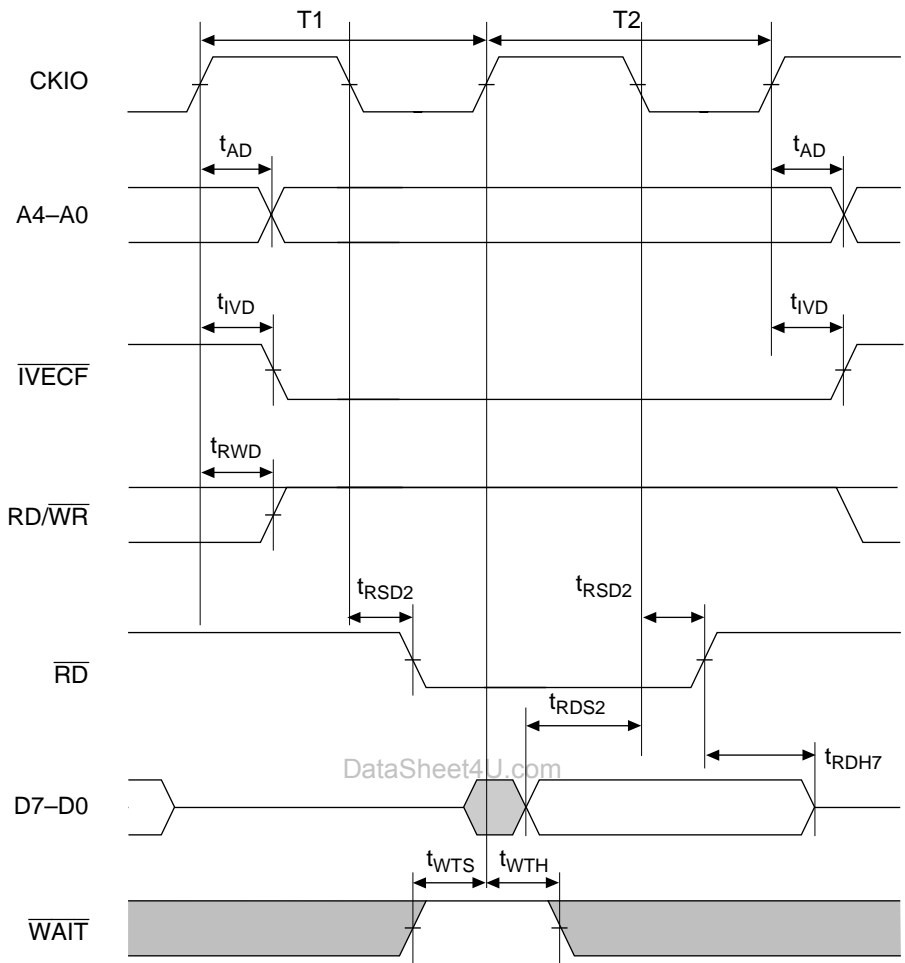 T1 T2
CKIO
tAD tAD
A4–A0
tIVD tIVD
IVECF
tRWD
RD/WR
tRSD2 tRSD2
RD
tRDS2
tRDH7
DataSheet4U.com
D7–D0
tWTS tWTH
WAIT